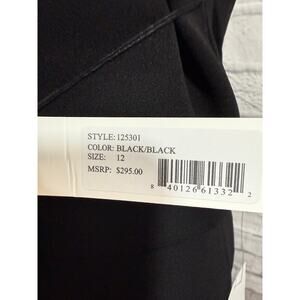 STYLE: 125301
COLOR: BLACK/BLACK
SIZE: 12
MSRP: $295.00
8 40126 61332 2